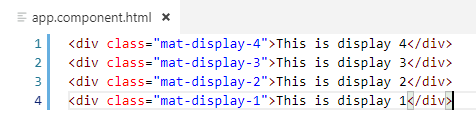 app.component.html ×
1 <div class="mat-display-4">This is display 4</div>
2 <div class="mat-display-3">This is display 3</div>
3 <div class="mat-display-2">This is display 2</div>
4 <div class="mat-display-1">This is display 1</div>